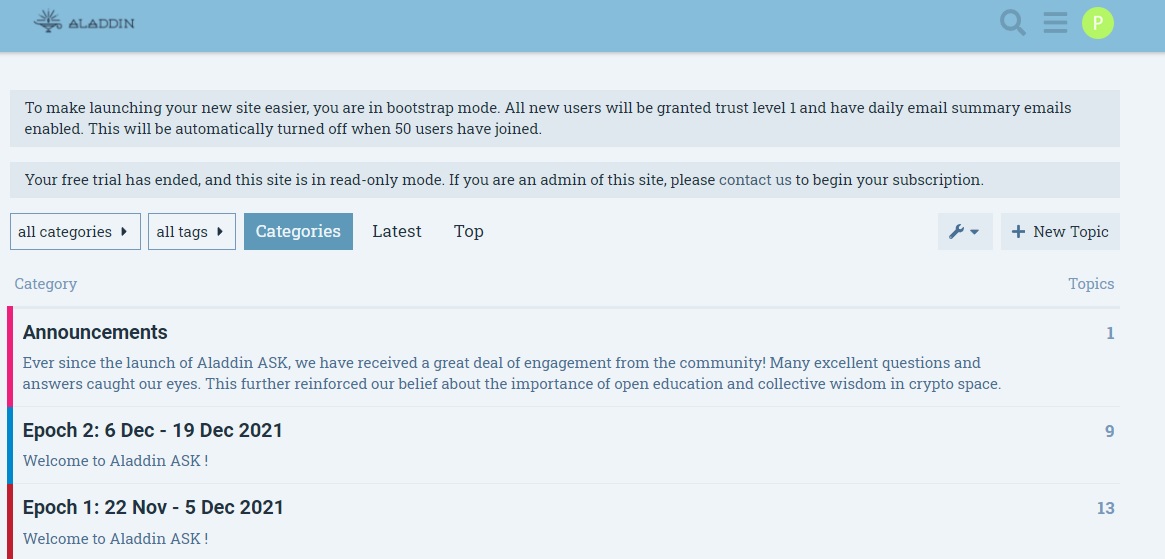 ALADDIN
P
To make launching your new site easier, you are in bootstrap mode. All new users will be granted trust level 1 and have daily email summary emails
enabled. This will be automatically turned off when 50 users have joined.
Your free trial has ended, and this site is in read-only mode. If you are an admin of this site, please contact us to begin your subscription.
all categories all tags Categories Latest Top New Topic
Category Topics
Announcements 1
Ever since the launch of Aladdin ASK, we have received a great deal of engagement from the community! Many excellent questions and
answers caught our eyes. This further reinforced our belief about the importance of open education and collective wisdom in crypto space.
Epoch 2: 6 Dec - 19 Dec 2021 9
Welcome to Aladdin ASK !
Epoch 1: 22 Nov - 5 Dec 2021 13
Welcome to Aladdin ASK !